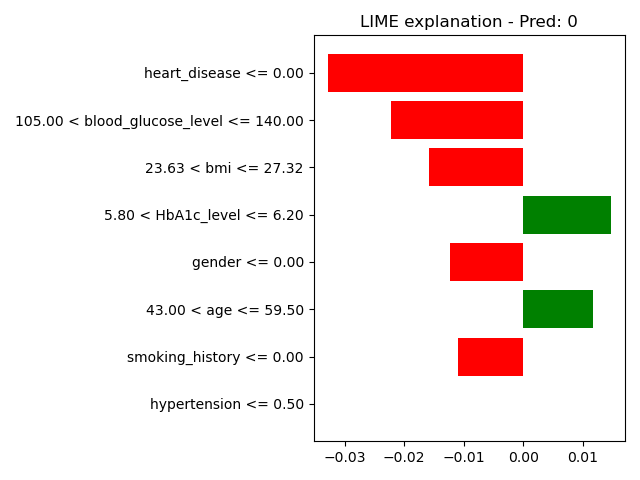 LIME explanation - Pred: 0
heart_disease <= 0.00
105.00 < blood_glucose_level <= 140.00
23.63 < bmi <= 27.32
5.80 < HbA1c_level <= 6.20
gender <= 0.00
43.00 < age <= 59.50
smoking_history <= 0.00
hypertension <= 0.50
−0.03 −0.02 −0.01 0.00 0.01